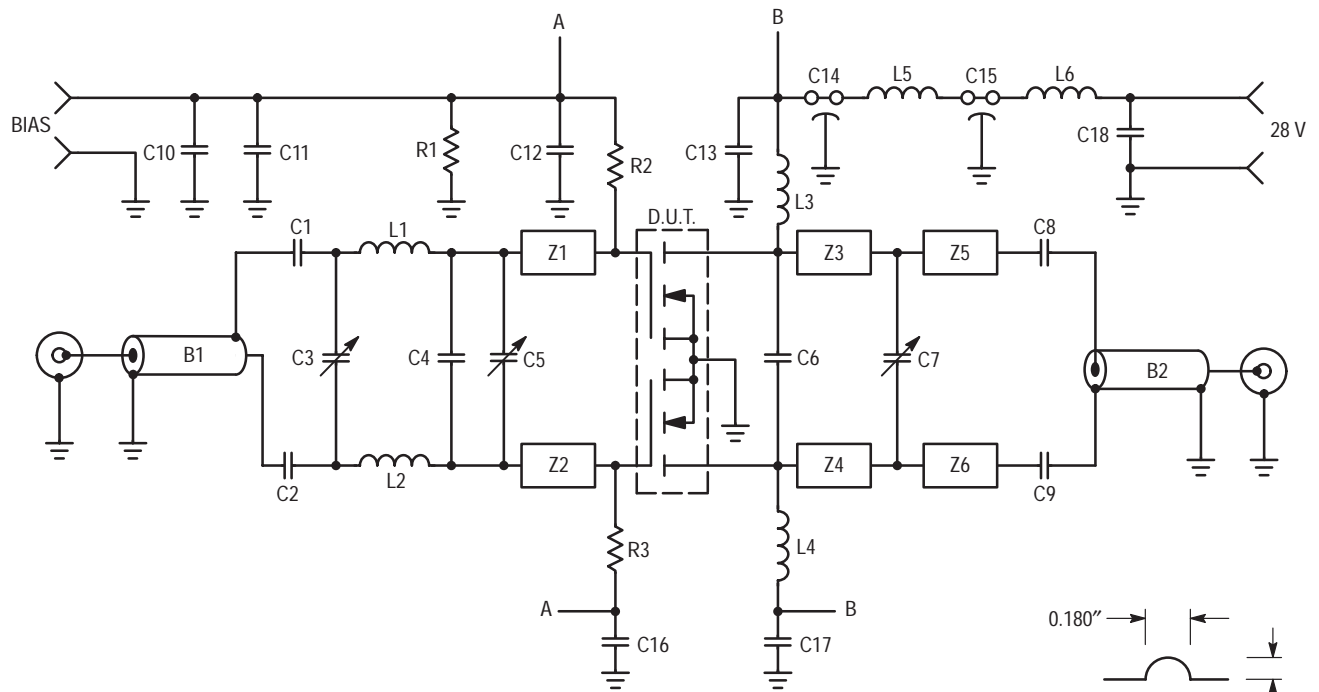 A
B
C14
L5
C15
L6
BIAS
C10
C11
R1
C12
R2
C13
C18
28 V
L3
D.U.T.
C1
L1
Z1
Z3
Z5
C8
B1
C3
C4
C5
C6
C7
B2
C2
L2
Z2
Z4
Z6
C9
R3
L4
A
B
0.180″
C16
C17